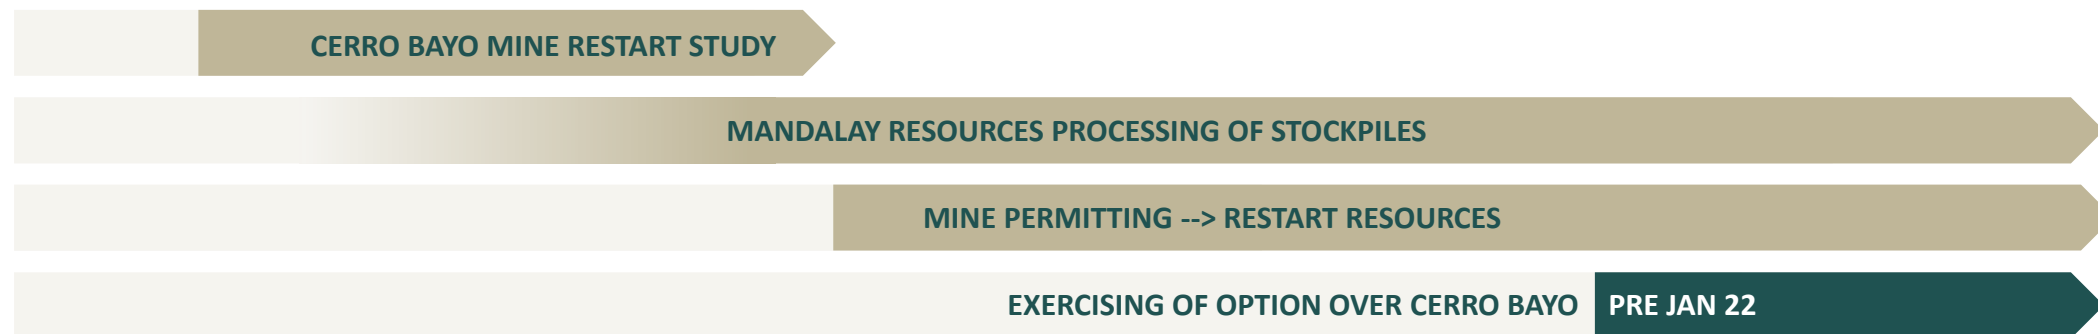 CERRO BAYO MINE RESTART STUDY
MANDALAY RESOURCES PROCESSING OF STOCKPILES
MINE PERMITTING --> RESTART RESOURCES
EXERCISING OF OPTION OVER CERRO BAYO PRE JAN 22